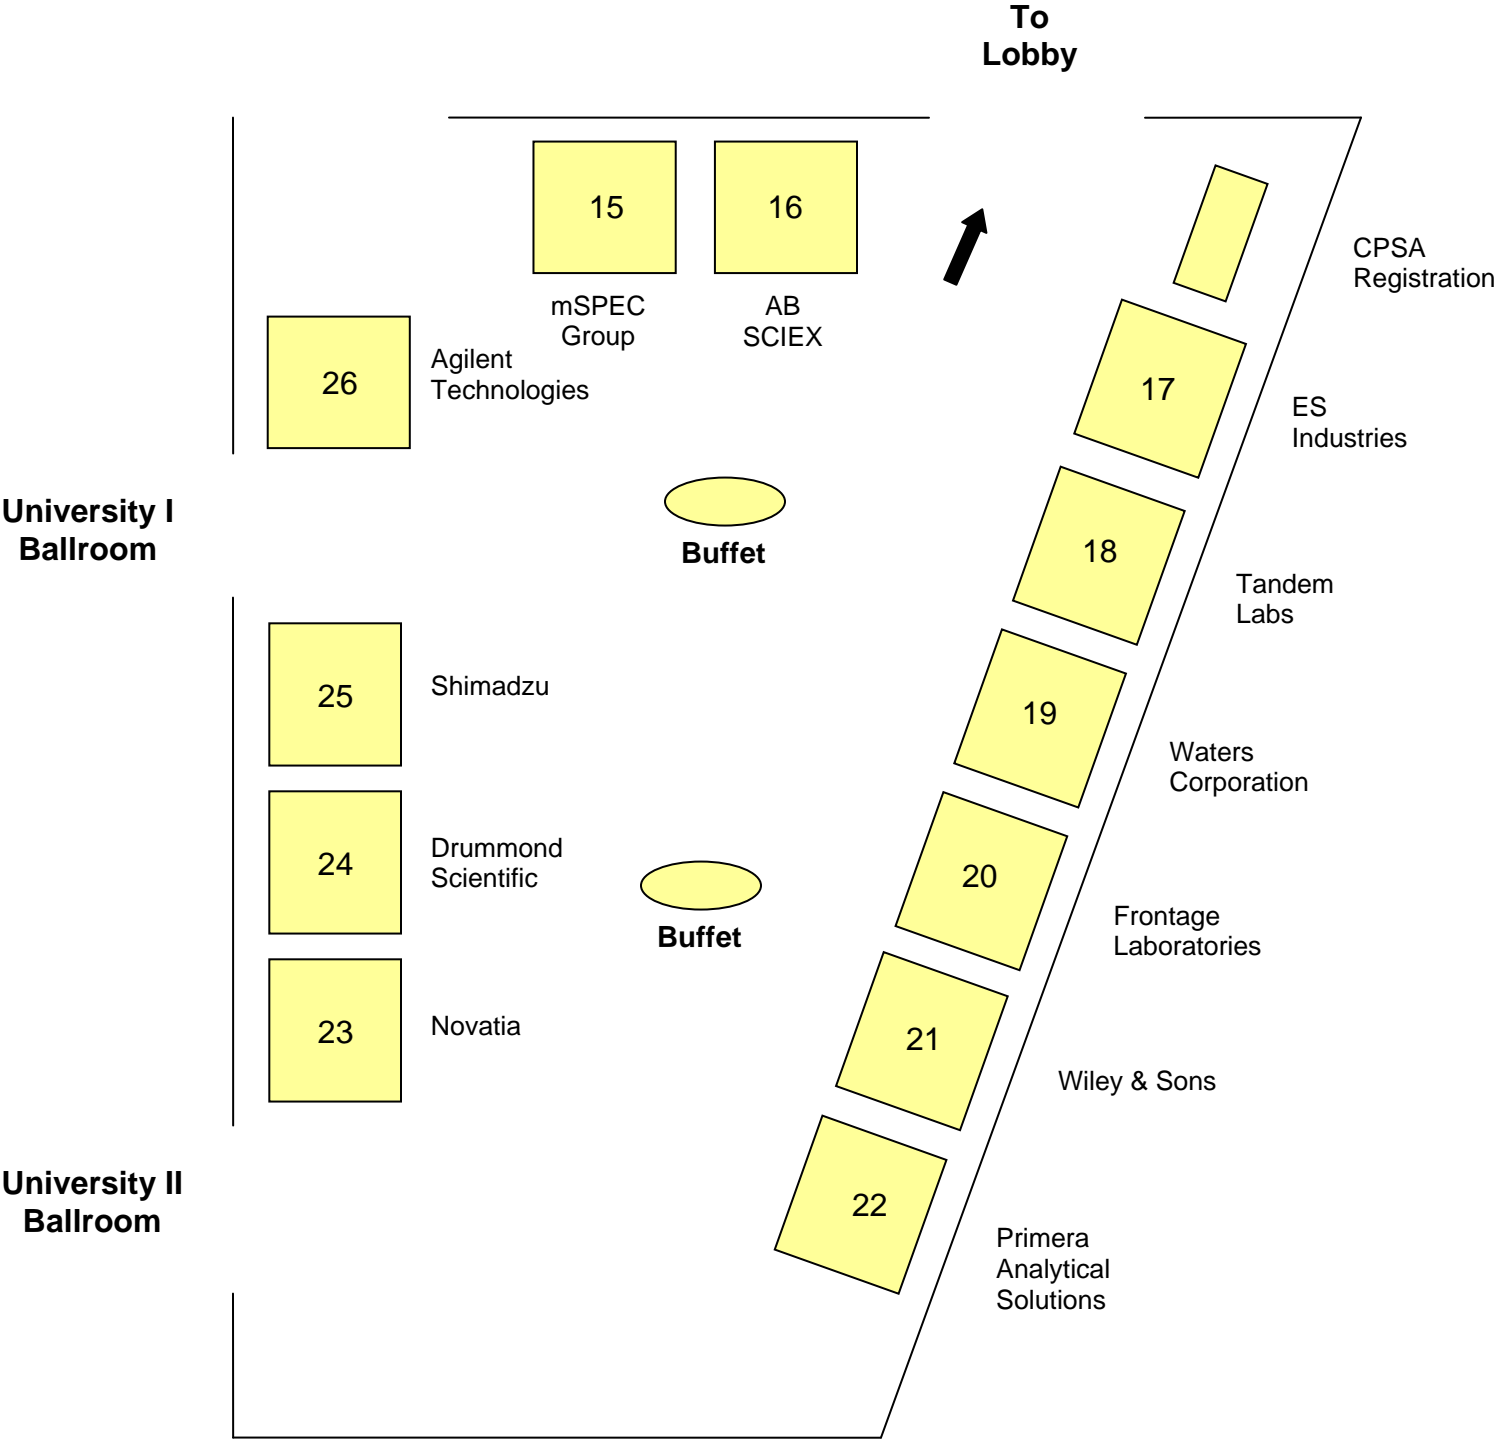 To
Lobby
15
16
mSPEC
Group
AB
SCIEX
CPSA
Registration
26
Agilent
Technologies
17
ES
Industries
University I
Ballroom
Buffet
18
Tandem
Labs
25
Shimadzu
19
Waters
Corporation
24
Drummond
Scientific
Buffet
20
Frontage
Laboratories
23
Novatia
21
Wiley & Sons
University II
Ballroom
22
Primera
Analytical
Solutions